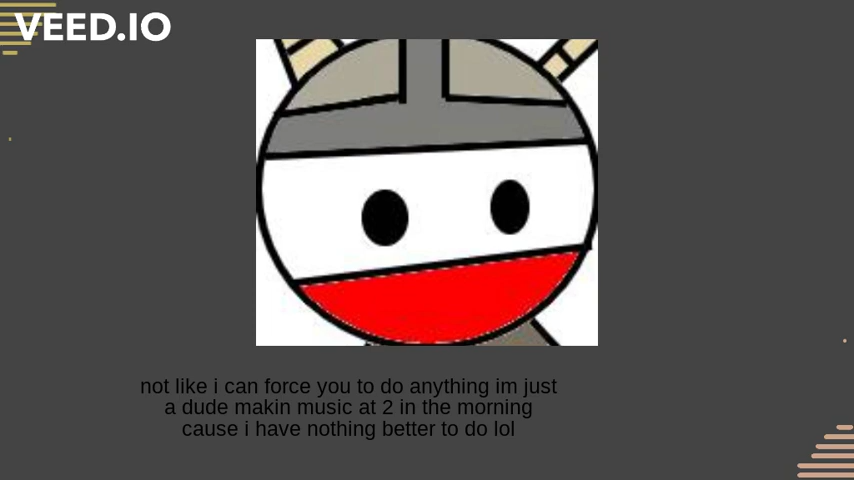 VEED.IO
not like i can force you to do anything im just
a dude makin music at 2 in the morning
cause i have nothing better to do lol